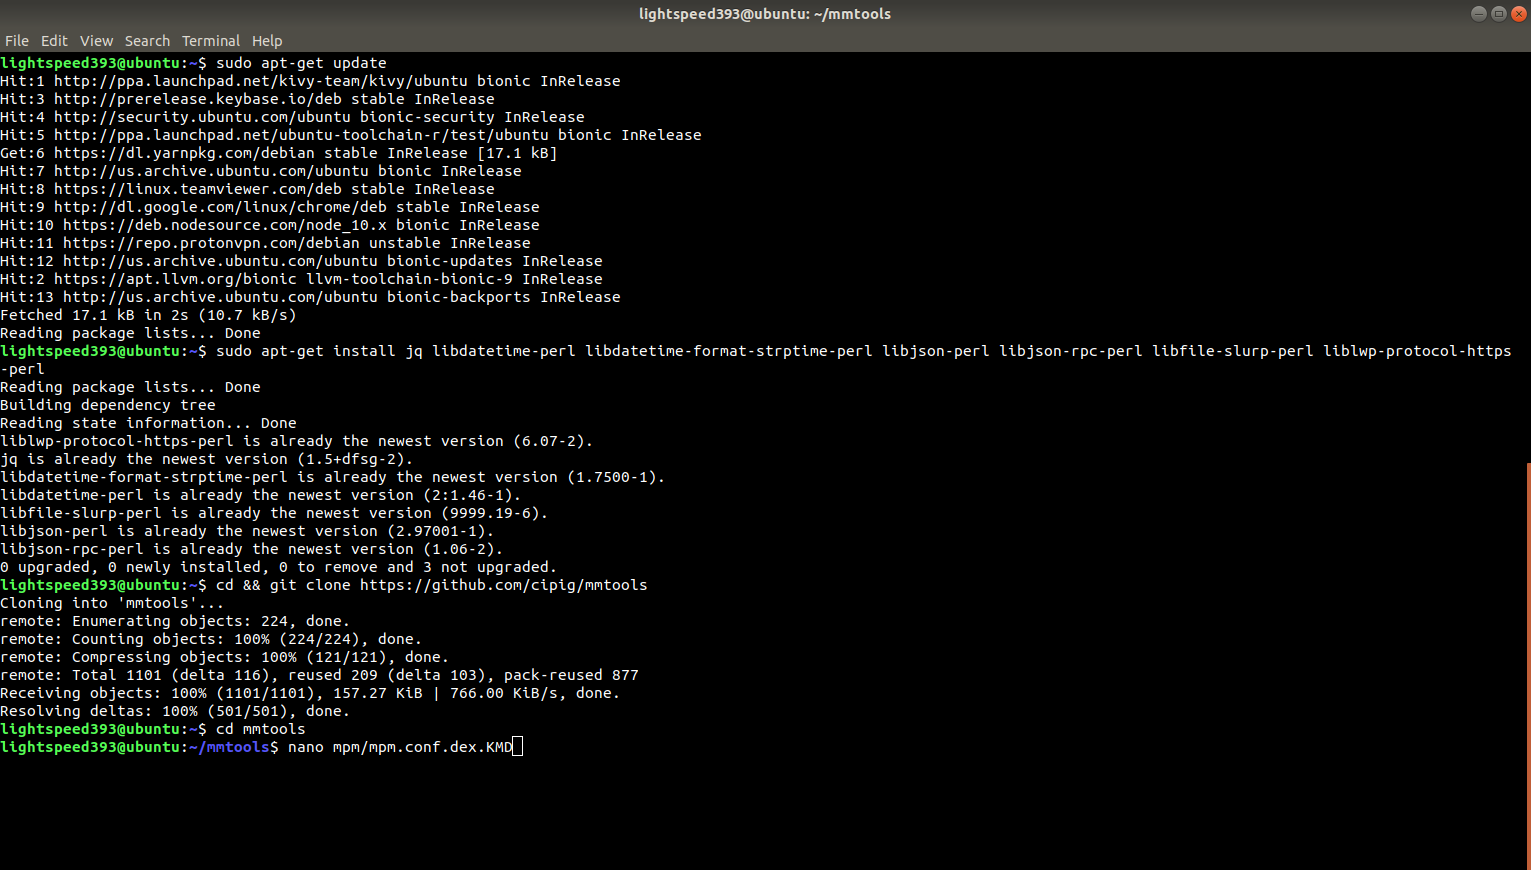 lightspeed393@ubuntu: ~/mmtools
File Edit View Search Terminal Help
lightspeed393@ubuntu:~$ sudo apt-get update
Hit:1 http://ppa.launchpad.net/kivy-team/kivy/ubuntu bionic InRelease
Hit:3 http://prerelease.keybase.io/deb stable InRelease
Hit:4 http://security.ubuntu.com/ubuntu bionic-security InRelease
Hit:5 http://ppa.launchpad.net/ubuntu-toolchain-r/test/ubuntu bionic InRelease
Get:6 https://dl.yarnpkg.com/debian stable InRelease [17.1 kB]
Hit:7 http://us.archive.ubuntu.com/ubuntu bionic InRelease
Hit:8 https://linux.teamviewer.com/deb stable InRelease
Hit:9 http://dl.google.com/linux/chrome/deb stable InRelease
Hit:10 https://deb.nodesource.com/node_10.x bionic InRelease
Hit:11 https://repo.protonvpn.com/debian unstable InRelease
Hit:12 http://us.archive.ubuntu.com/ubuntu bionic-updates InRelease
Hit:2 https://apt.llvm.org/bionic llvm-toolchain-bionic-9 InRelease
Hit:13 http://us.archive.ubuntu.com/ubuntu bionic-backports InRelease
Fetched 17.1 kB in 2s (10.7 kB/s)
Reading package lists... Done
lightspeed393@ubuntu:~$ sudo apt-get install jq libdatetime-perl libdatetime-format-strptime-perl libjson-perl libjson-rpc-perl libfile-slurp-perl liblwp-protocol-https
-perl
Reading package lists... Done
Building dependency tree
Reading state information... Done
liblwp-protocol-https-perl is already the newest version (6.07-2).
jq is already the newest version (1.5+dfsg-2).
libdatetime-format-strptime-perl is already the newest version (1.7500-1).
libdatetime-perl is already the newest version (2:1.46-1).
libfile-slurp-perl is already the newest version (9999.19-6).
libjson-perl is already the newest version (2.97001-1).
libjson-rpc-perl is already the newest version (1.06-2).
0 upgraded, 0 newly installed, 0 to remove and 3 not upgraded.
lightspeed393@ubuntu:~$ cd && git clone https://github.com/cipig/mmtools
Cloning into 'mmtools'...
remote: Enumerating objects: 224, done.
remote: Counting objects: 100% (224/224), done.
remote: Compressing objects: 100% (121/121), done.
remote: Total 1101 (delta 116), reused 209 (delta 103), pack-reused 877
Receiving objects: 100% (1101/1101), 157.27 KiB | 766.00 KiB/s, done.
Resolving deltas: 100% (501/501), done.
lightspeed393@ubuntu:~$ cd mmtools
lightspeed393@ubuntu:~/mmtools$ nano mpm/mpm.conf.dex.KMD